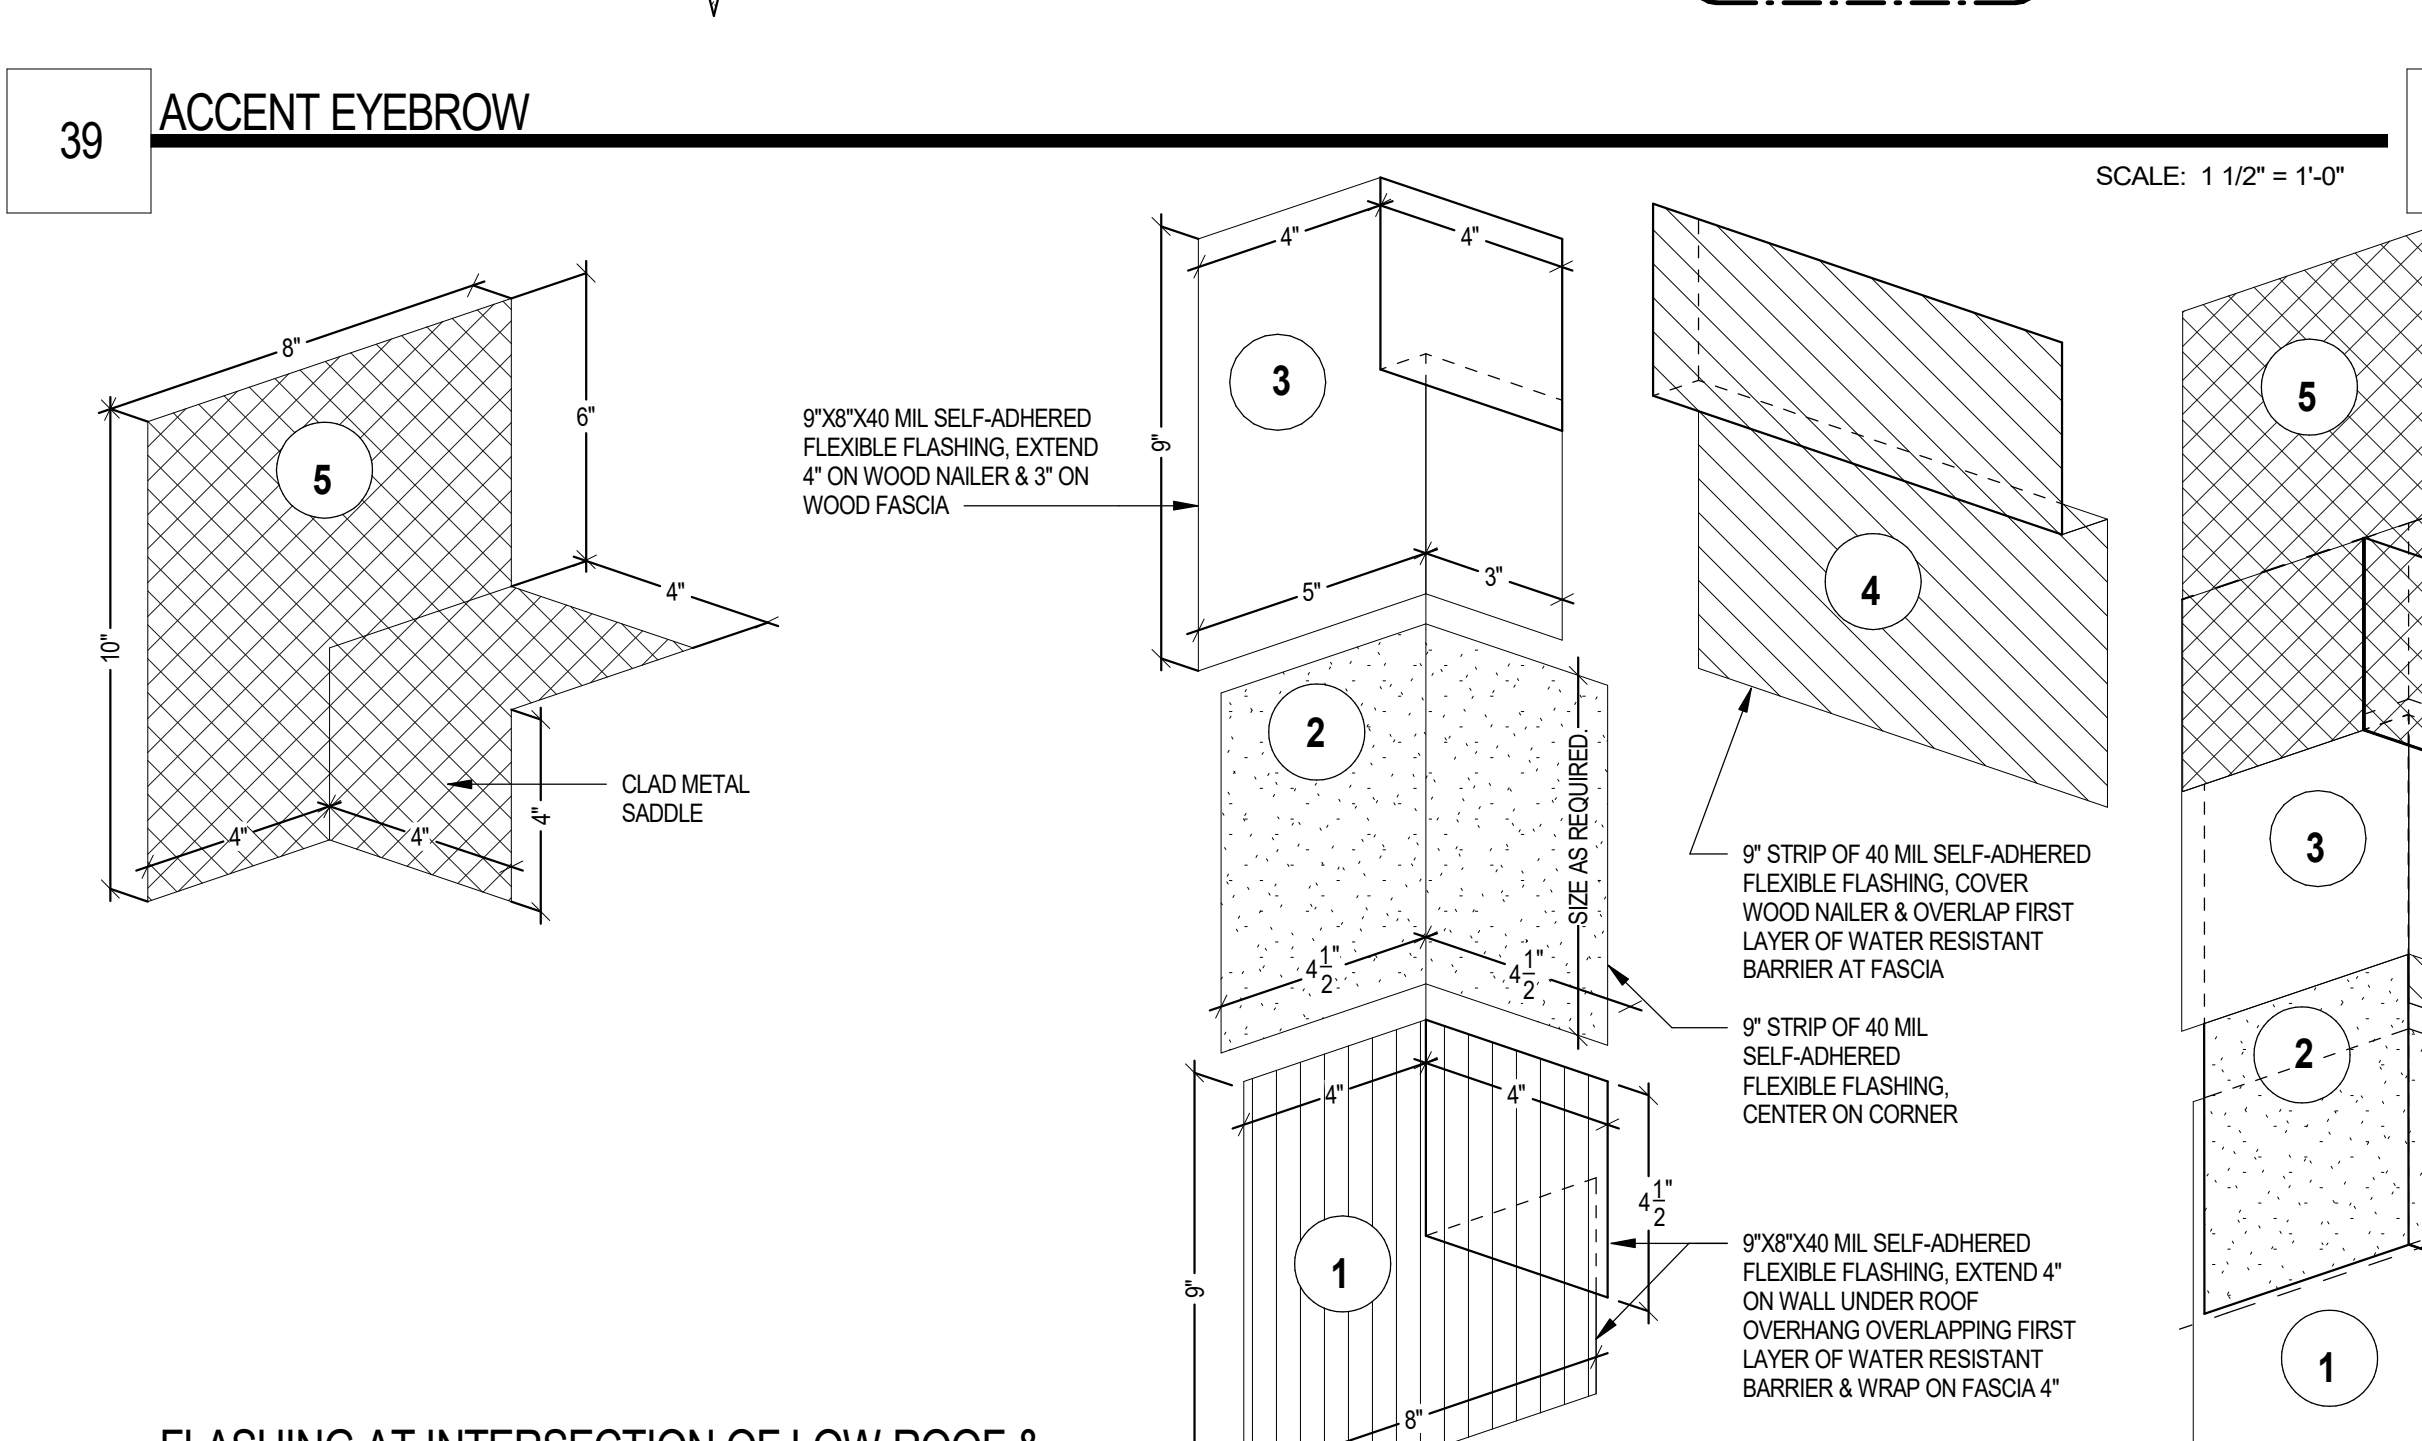 39
ACCENT EYEBROW
SCALE: 1 1/2" = 1'-0"
8"
6"
5
4"
10"
4"
4"
4"
CLAD METAL
SADDLE
9"X8"X40 MIL SELF-ADHERED
FLEXIBLE FLASHING, EXTEND
4" ON WOOD NAILER & 3" ON
WOOD FASCIA
4"
4"
3
9"
5"
3"
2
SIZE AS REQUIRED.
4 1/2"
4 1/2"
4"
4"
4 1/2"
1
9"
8"
4
9" STRIP OF 40 MIL SELF-ADHERED
FLEXIBLE FLASHING, COVER
WOOD NAILER & OVERLAP FIRST
LAYER OF WATER RESISTANT
BARRIER AT FASCIA
9" STRIP OF 40 MIL
SELF-ADHERED
FLEXIBLE FLASHING,
CENTER ON CORNER
9"X8"X40 MIL SELF-ADHERED
FLEXIBLE FLASHING, EXTEND 4"
ON WALL UNDER ROOF
OVERHANG OVERLAPPING FIRST
LAYER OF WATER RESISTANT
BARRIER & WRAP ON FASCIA 4"
5
3
2
1
FLASHING AT INTERSECTION OF LOW ROOF &